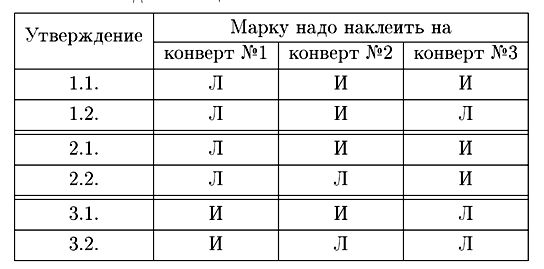 Утверждение Марку надо наклеить на
конверт №1 конверт №2 конверт №3
1.1. Л И И
1.2. Л И Л
2.1. Л И И
2.2. Л Л И
3.1. И И Л
3.2. И Л Л